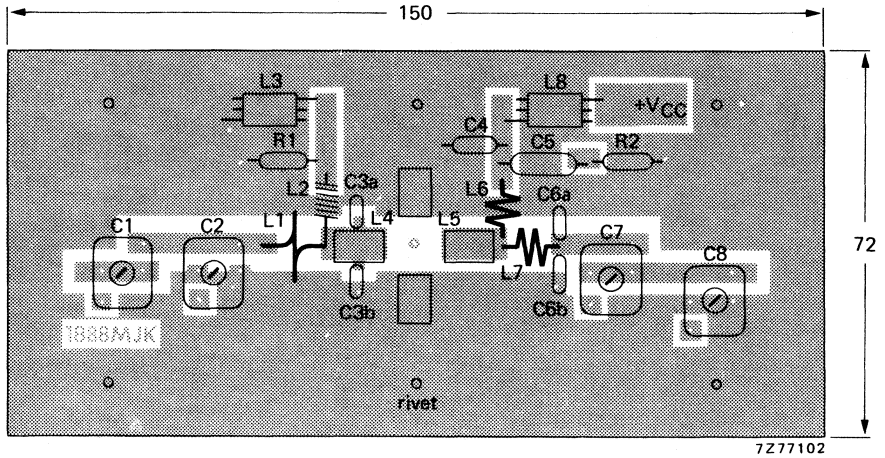 150
L3
L8
+VCC
C4
R1
C5
R2
L2
C3a
L6
C6a
L1
L4
L5
C1
C2
C7
72
L7
C8
C3b
C6b
1888MJK
rivet
7Z77102